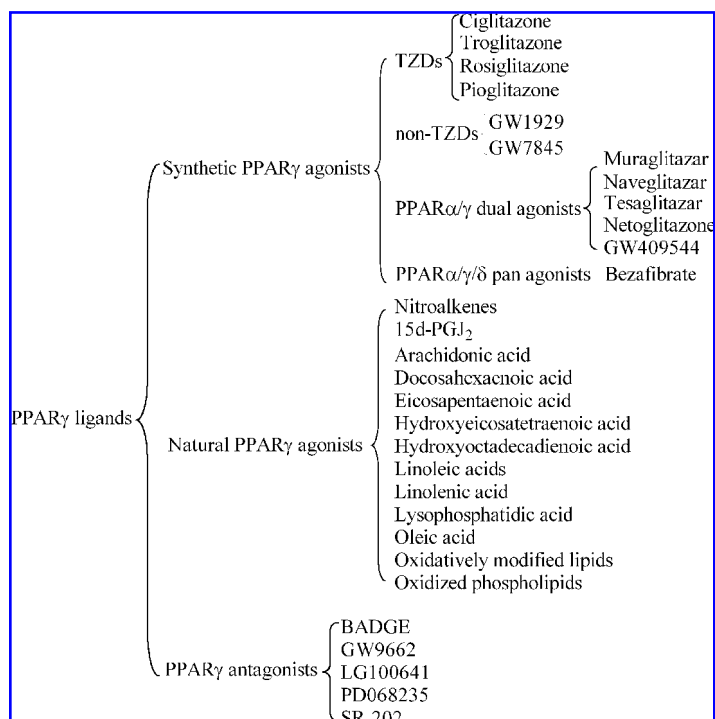 PPARγ ligands
Synthetic PPARγ agonists
TZDs
Ciglitazone
Troglitazone
Rosiglitazone
Pioglitazone
non-TZDs
GW1929
GW7845
PPARα/γ dual agonists
Muraglitazar
Naveglitazar
Tesaglitazar
Netoglitazone
GW409544
PPARα/γ/δ pan agonists
Bezafibrate
Natural PPARγ agonists
Nitroalkenes
15d-PGJ₂
Arachidonic acid
Docosahexaenoic acid
Eicosapentaenoic acid
Hydroxyeicosatetraenoic acid
Hydroxyoctadecadienoic acid
Linoleic acids
Linolenic acid
Lysophosphatidic acid
Oleic acid
Oxidatively modified lipids
Oxidized phospholipids
PPARγ antagonists
BADGE
GW9662
LG100641
PD068235
SR-202